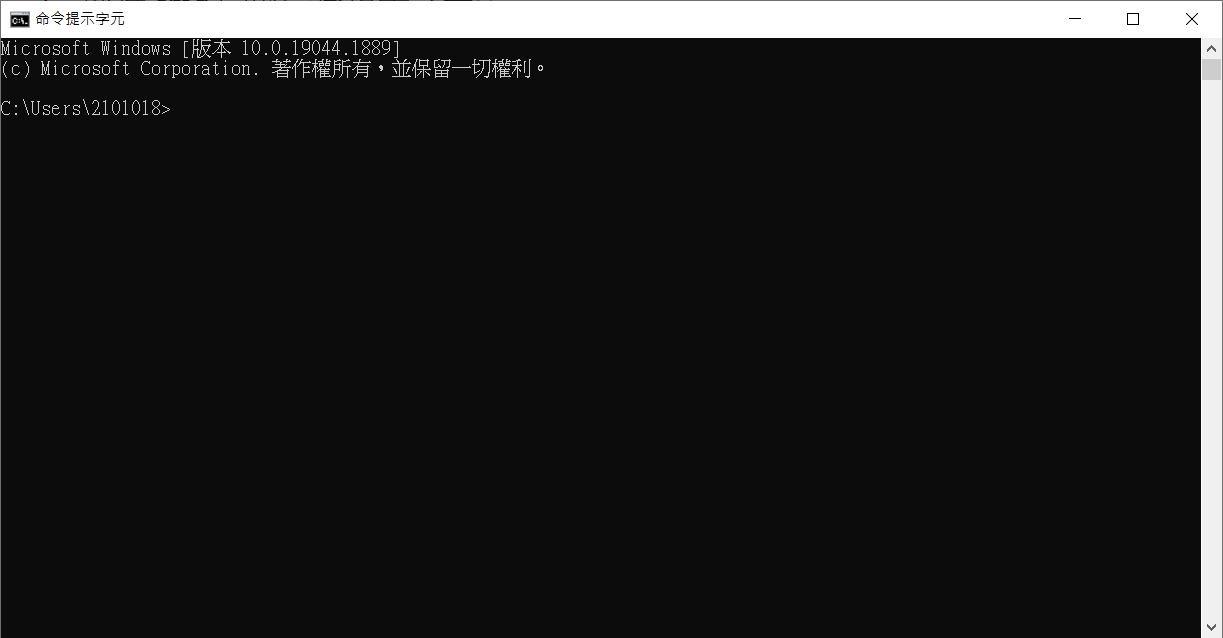 命令提示字元
Microsoft Windows [版本 10.0.19044.1889]
(c) Microsoft Corporation. 著作權所有，並保留一切權利。
C:\Users\2101018>